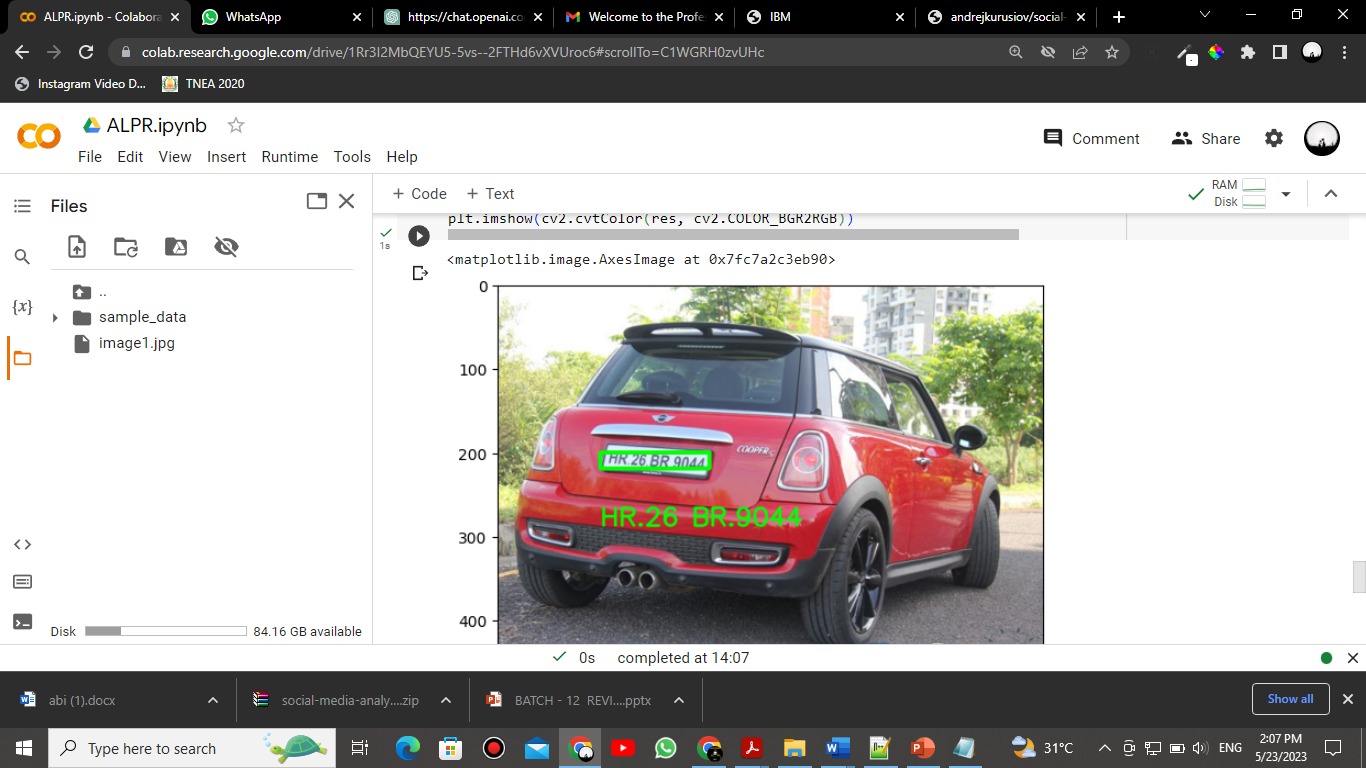 ALPR.ipynb - Colabora
WhatsApp
https://chat.openai.co
Welcome to the Profe
IBM
andrejkurusiov/social-
colab.research.google.com/drive/1Rr3I2MbQEYU5-5vs--2FTHd6vXVUroc6#scrollTo=C1WGRH0zvUHc
Instagram Video D...
TNEA 2020
ALPR.ipynb
Comment
Share
File Edit View Insert Runtime Tools Help
Files
+ Code + Text
RAM
Disk
plt.imshow(cv2.cvtColor(res, cv2.COLOR_BGR2RGB))
1s
<matplotlib.image.AxesImage at 0x7fc7a2c3eb90>
{x}
..
sample_data
image1.jpg
0
100
200
300
400
COOPER S
HR 26 BR 9044
HR.26 BR.9044
Disk
84.16 GB available
0s completed at 14:07
abi (1).docx
social-media-analy....zip
BATCH - 12 REVI....pptx
Show all
Type here to search
31°C
ENG
2:07 PM
5/23/2023